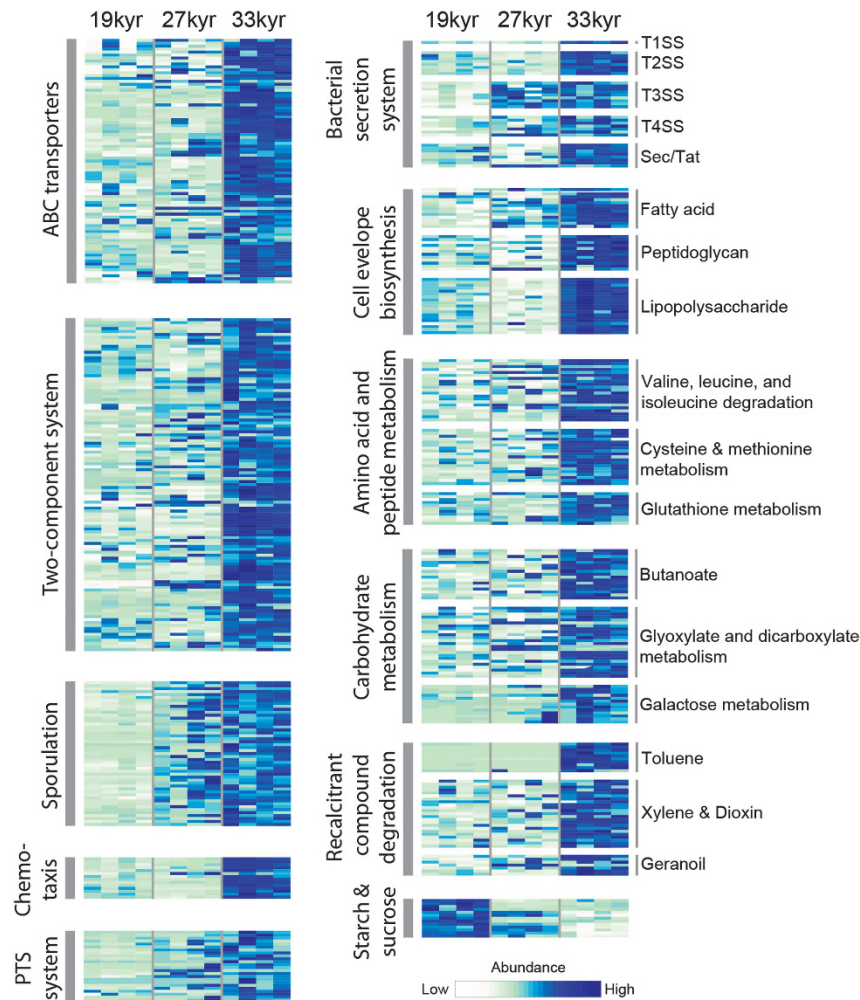 19kyr 27kyr 33kyr
ABC transporters
Two-component system
Sporulation
Chemo-
taxis
PTS
system
19kyr 27kyr 33kyr
Bacterial
secretion
system
T1SS
T2SS
T3SS
T4SS
Sec/Tat
Cell evelope
biosynthesis
Fatty acid
Peptidoglycan
Lipopolysaccharide
Amino acid and
peptide metabolism
Valine, leucine, and
isoleucine degradation
Cysteine & methionine
metabolism
Glutathione metabolism
Carbohydrate
metabolism
Butanoate
Glyoxylate and dicarboxylate
metabolism
Galactose metabolism
Recalcitrant
compound
degradation
Toluene
Xylene & Dioxin
Geranoil
Starch &
sucrose
Abundance
Low High